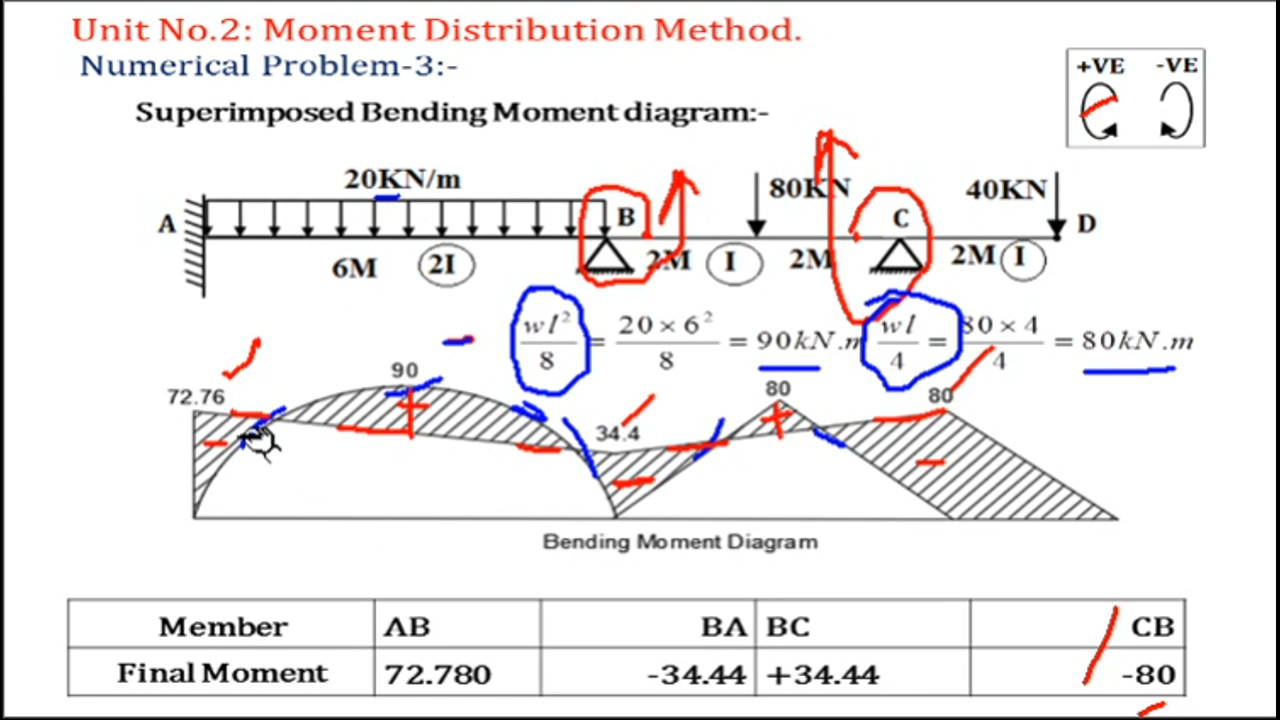 Unit No.2: Moment Distribution Method.
Numerical Problem-3:-
+VE -VE
Superimposed Bending Moment diagram:-
20KN/m 80KN 40KN
A B C D
6M 2I 2M I 2M 2M I
wl²/8 = 20 × 6²/8 = 90kN.m wl/4 = 80 × 4/4 = 80kN.m
72.76 90 34.4 80 80
Bending Moment Diagram
Member AB BA BC CB
Final Moment 72.780 -34.44 +34.44 -80